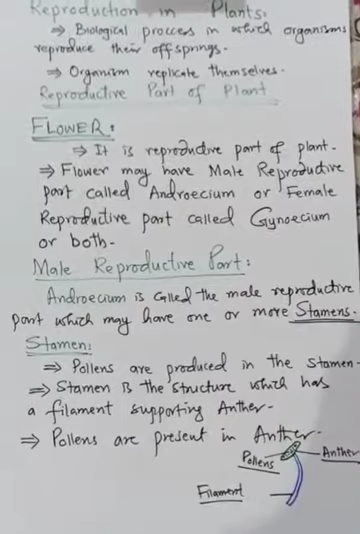 Reproduction in Plants:
⇒ Biological proccess in which organisms
reproduce their offsprings.
⇒ Organism replicate themselves.
Reproductive Part of Plant
FLOWER:
⇒ It is reproductive part of plant.
⇒ Flower may have Male Reproductive
part called Androecium or Female
Reproductive part called Gynoecium
or both.
Male Reproductive Part:
Androecium is called the male reproductive
part which may have one or more Stamens.
Stamen:
⇒ Pollens are produced in the stamen.
⇒ Stamen is the structure which has
a filament supporting Anther.
⇒ Pollens are present in Anther.
Pollens
Anther
Filament